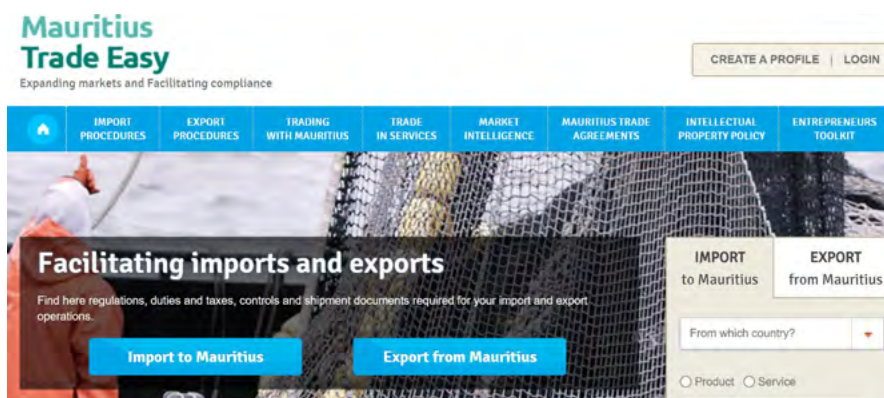 Mauritius
Trade Easy
Expanding markets and Facilitating compliance
CREATE A PROFILE | LOGIN
IMPORT PROCEDURES
EXPORT PROCEDURES
TRADING WITH MAURITIUS
TRADE IN SERVICES
MARKET INTELLIGENCE
MAURITIUS TRADE AGREEMENTS
INTELLECTUAL PROPERTY POLICY
ENTREPRENEURS TOOLKIT
Facilitating imports and exports
Find here regulations, duties and taxes, controls and shipment documents required for your import and export
operations.
Import to Mauritius
Export from Mauritius
IMPORT
to Mauritius
EXPORT
from Mauritius
From which country?
Product
Service